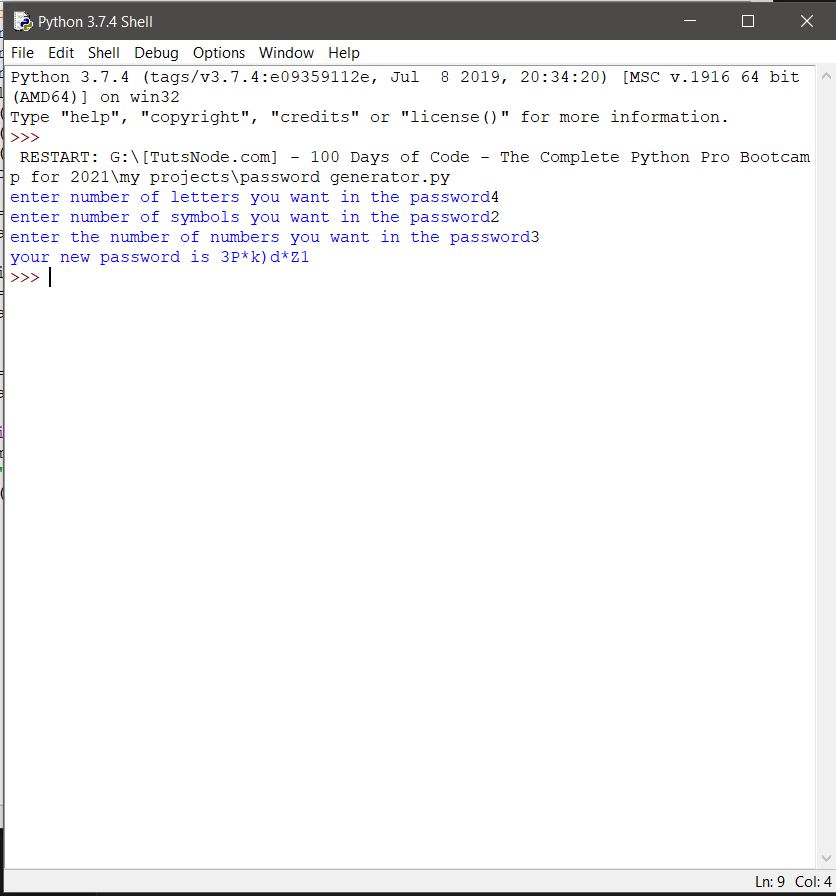 Python 3.7.4 Shell
File Edit Shell Debug Options Window Help
Python 3.7.4 (tags/v3.7.4:e09359112e, Jul  8 2019, 20:34:20) [MSC v.1916 64 bit
(AMD64)] on win32
Type "help", "copyright", "credits" or "license()" for more information.
>>>
 RESTART: G:\[TutsNode.com] - 100 Days of Code - The Complete Python Pro Bootcam
p for 2021\my projects\password generator.py
enter number of letters you want in the password4
enter number of symbols you want in the password2
enter the number of numbers you want in the password3
your new password is 3P*k)d*Z1
>>>
Ln: 9 Col: 4